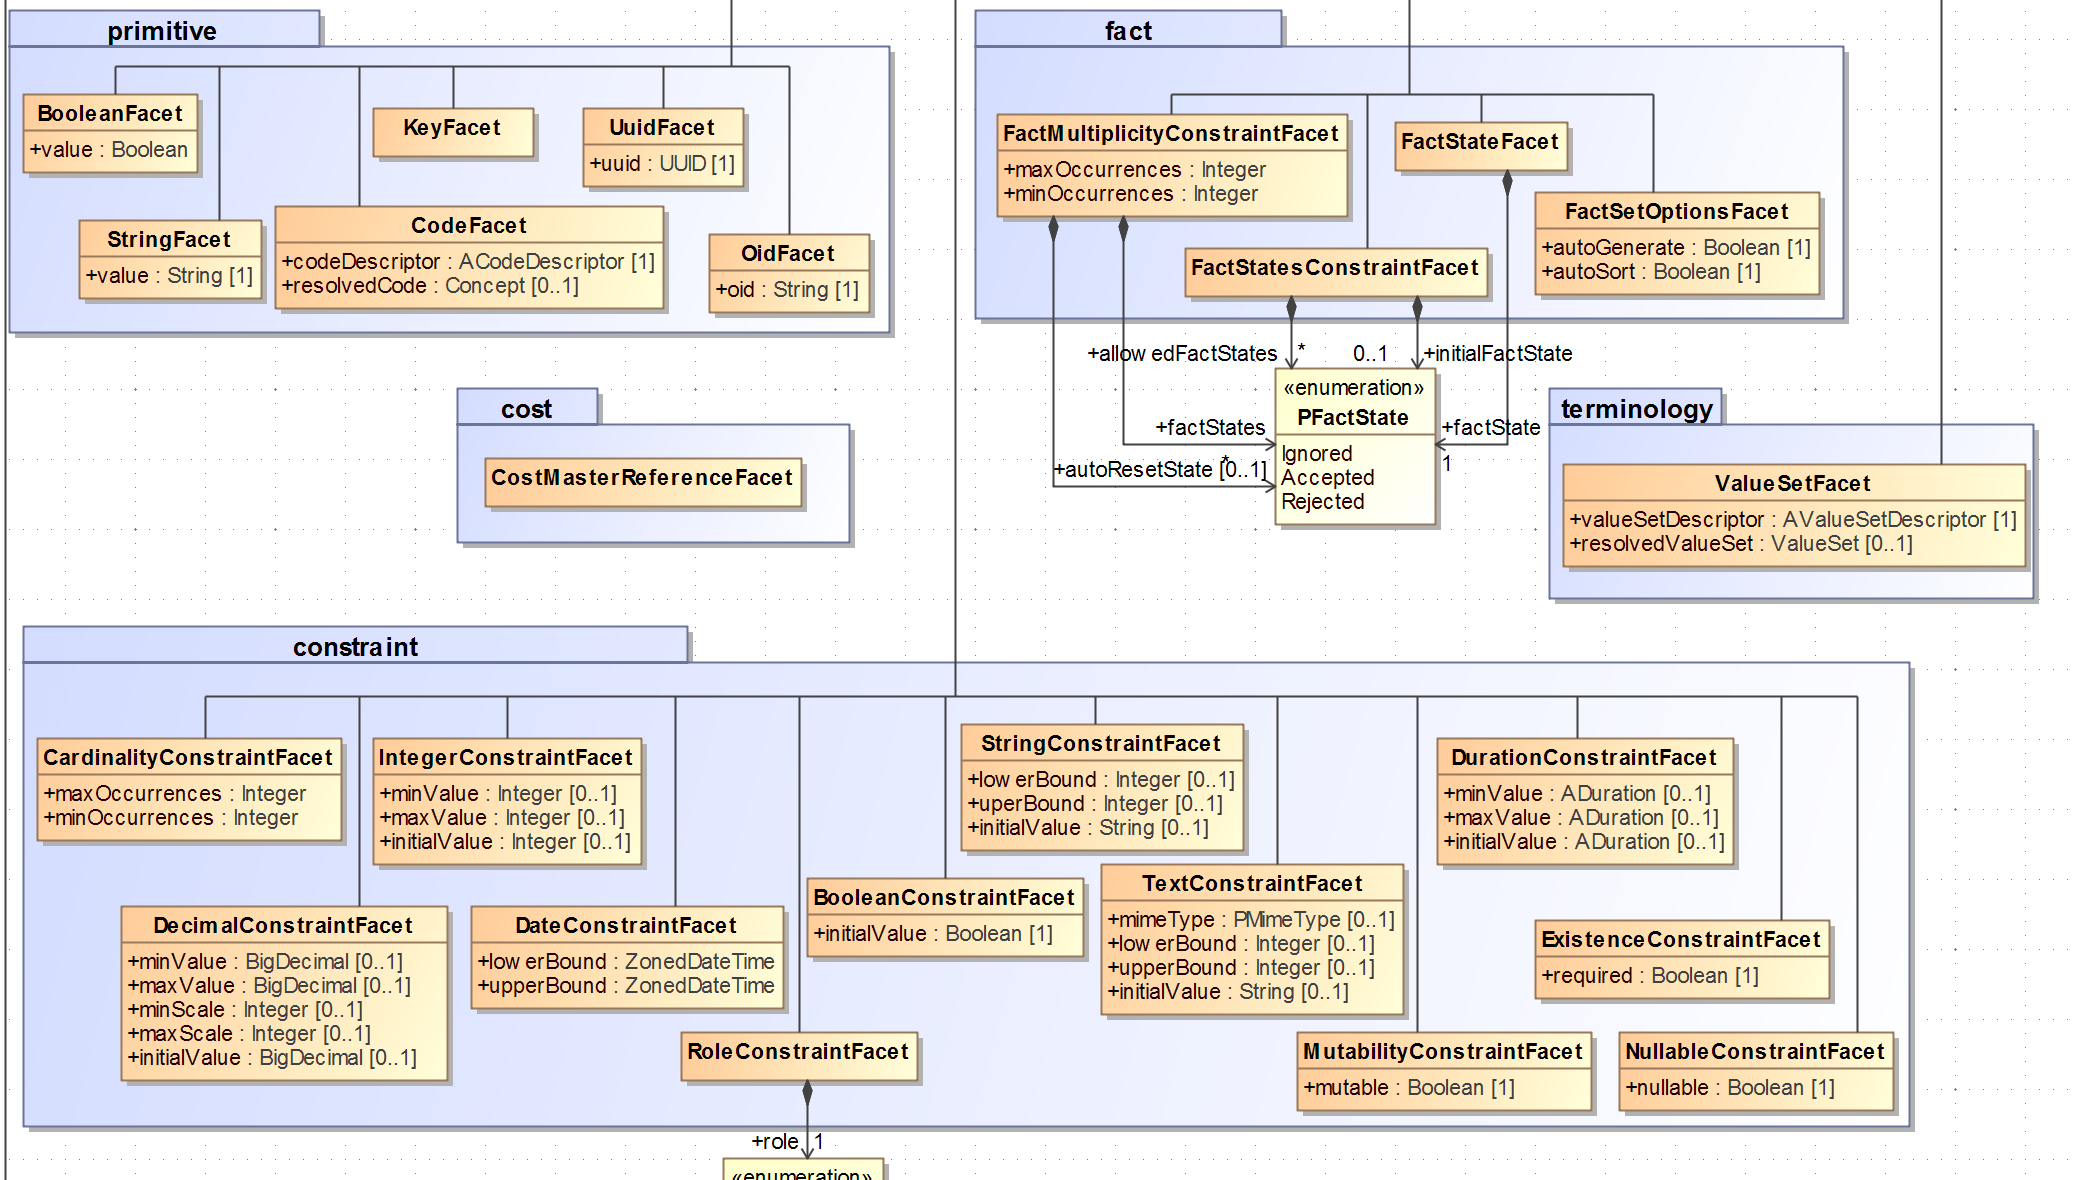 primitive
BooleanFacet
+value : Boolean
KeyFacet
UuidFacet
+uuid : UUID [1]
StringFacet
+value : String [1]
CodeFacet
+codeDescriptor : ACodeDescriptor [1]
+resolvedCode : Concept [0..1]
OidFacet
+oid : String [1]
fact
FactMultiplicityConstraintFacet
+maxOccurrences : Integer
+minOccurrences : Integer
FactStateFacet
FactSetOptionsFacet
+autoGenerate : Boolean [1]
+autoSort : Boolean [1]
FactStatesConstraintFacet
+allowedFactStates
*
0..1
+initialFactState
«enumeration»
PFactState
Ignored
Accepted
Rejected
+factStates
*
+autoResetState [0..1]
+factState
1
cost
CostMasterReferenceFacet
terminology
ValueSetFacet
+valueSetDescriptor : AValueSetDescriptor [1]
+resolvedValueSet : ValueSet [0..1]
constraint
CardinalityConstraintFacet
+maxOccurrences : Integer
+minOccurrences : Integer
IntegerConstraintFacet
+minValue : Integer [0..1]
+maxValue : Integer [0..1]
+initialValue : Integer [0..1]
StringConstraintFacet
+lowerBound : Integer [0..1]
+uperBound : Integer [0..1]
+initialValue : String [0..1]
DurationConstraintFacet
+minValue : ADuration [0..1]
+maxValue : ADuration [0..1]
+initialValue : ADuration [0..1]
DecimalConstraintFacet
+minValue : BigDecimal [0..1]
+maxValue : BigDecimal [0..1]
+minScale : Integer [0..1]
+maxScale : Integer [0..1]
+initialValue : BigDecimal [0..1]
DateConstraintFacet
+lowerBound : ZonedDateTime
+upperBound : ZonedDateTime
BooleanConstraintFacet
+initialValue : Boolean [1]
TextConstraintFacet
+mimeType : PMimeType [0..1]
+lowerBound : Integer [0..1]
+upperBound : Integer [0..1]
+initialValue : String [0..1]
ExistenceConstraintFacet
+required : Boolean [1]
RoleConstraintFacet
MutabilityConstraintFacet
+mutable : Boolean [1]
NullableConstraintFacet
+nullable : Boolean [1]
+role
1
«enumeration»